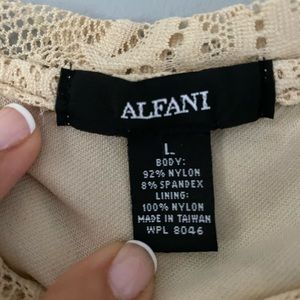 ALFANI
L
BODY:
92% NYLON
8% SPANDEX
LINING:
100% NYLON
MADE IN TAIWAN
WPL 8046